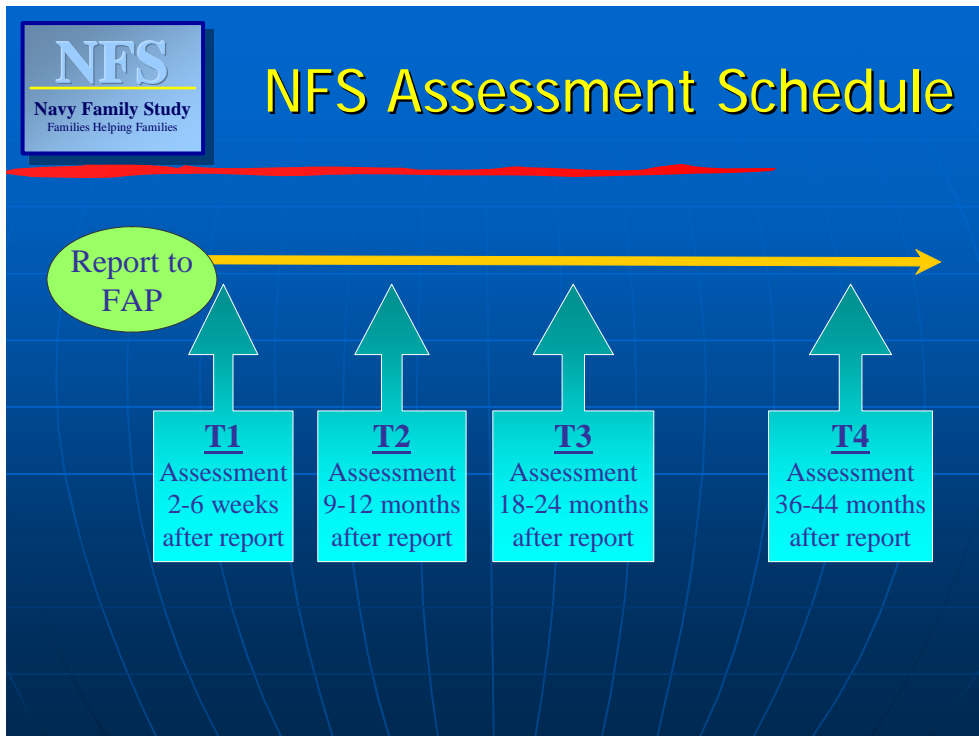 NFS
Navy Family Study
Families Helping Families
NFS Assessment Schedule
Report to
FAP
T1
Assessment
2-6 weeks
after report
T2
Assessment
9-12 months
after report
T3
Assessment
18-24 months
after report
T4
Assessment
36-44 months
after report